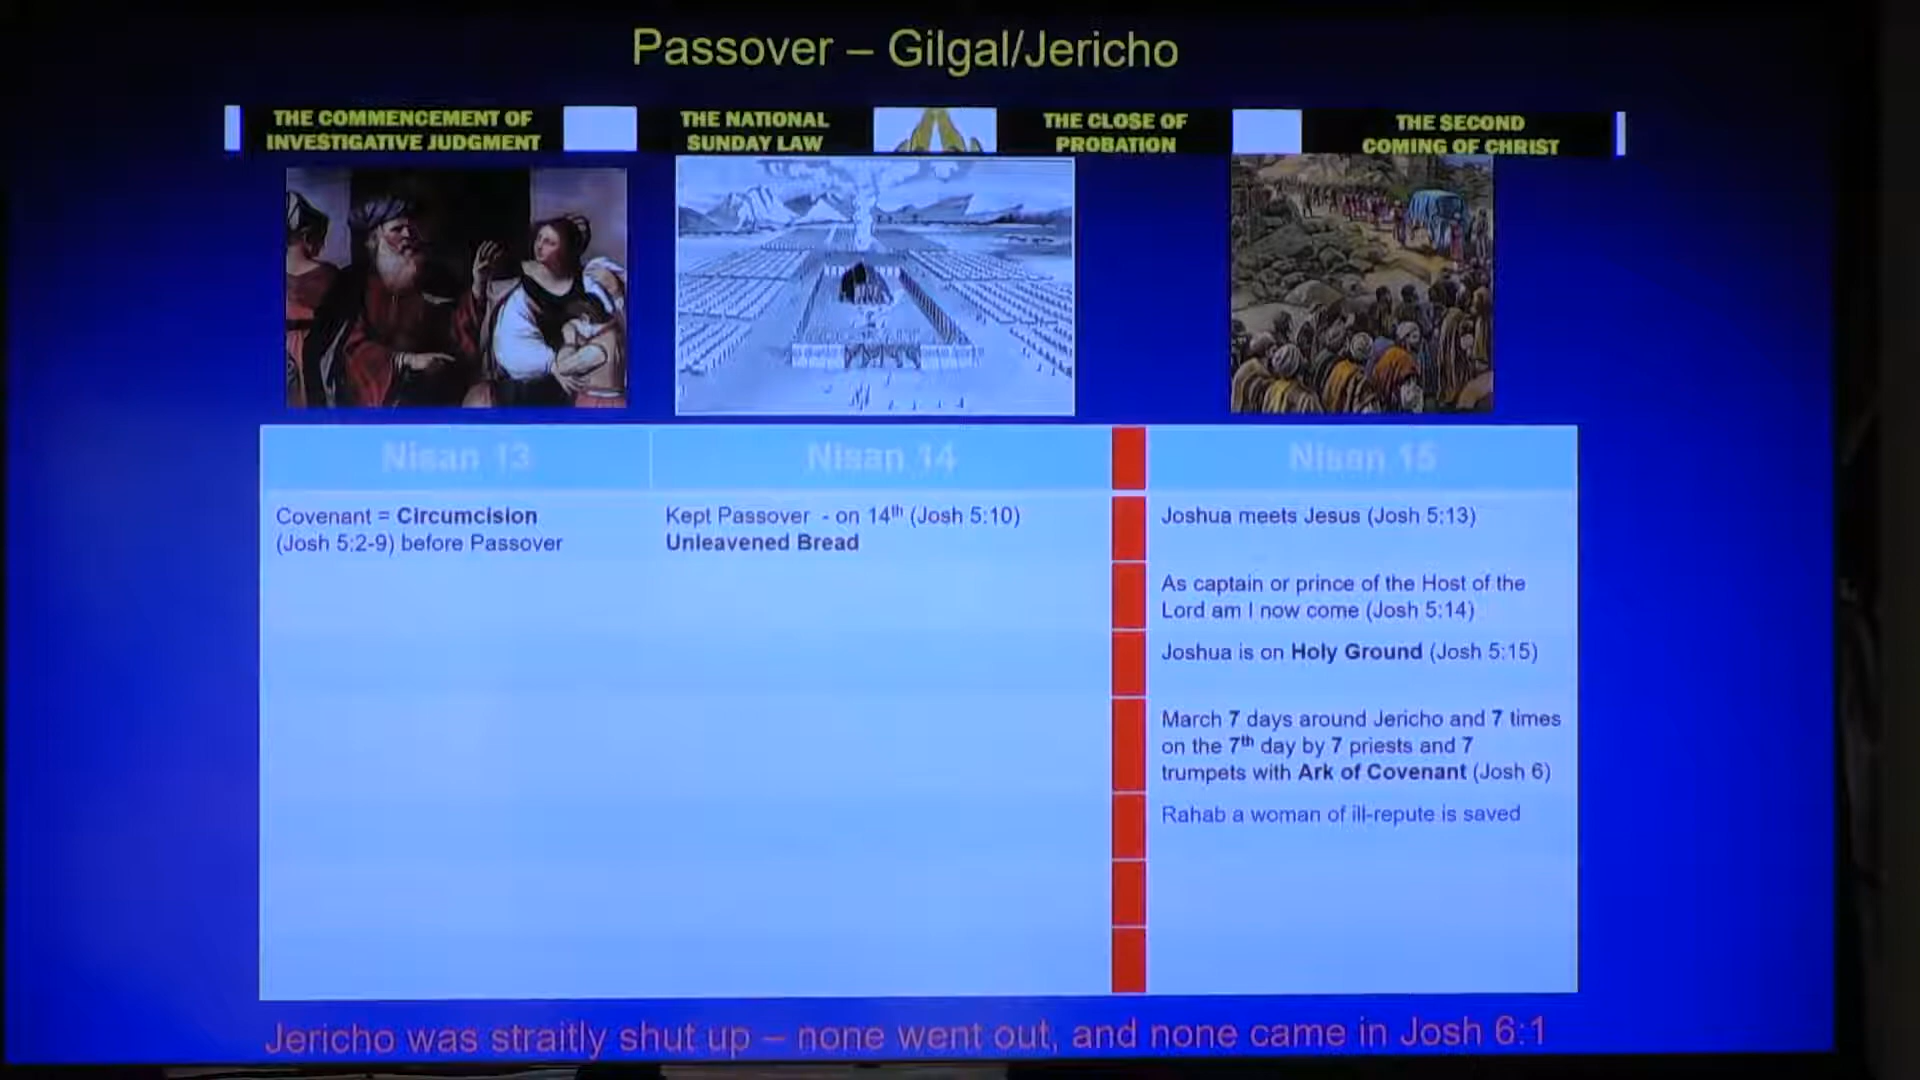 Passover – Gilgal/Jericho
THE COMMENCEMENT OF
INVESTIGATIVE JUDGMENT
THE NATIONAL
SUNDAY LAW
THE CLOSE OF
PROBATION
THE SECOND
COMING OF CHRIST
Nisan 13
Nisan 14
Nisan 15
Covenant = Circumcision
(Josh 5:2-9) before Passover
Kept Passover - on 14th (Josh 5:10)
Unleavened Bread
Joshua meets Jesus (Josh 5:13)
As captain or prince of the Host of the
Lord am I now come (Josh 5:14)
Joshua is on Holy Ground (Josh 5:15)
March 7 days around Jericho and 7 times
on the 7th day by 7 priests and 7
trumpets with Ark of Covenant (Josh 6)
Rahab a woman of ill-repute is saved
Jericho was straitly shut up – none went out, and none came in Josh 6:1